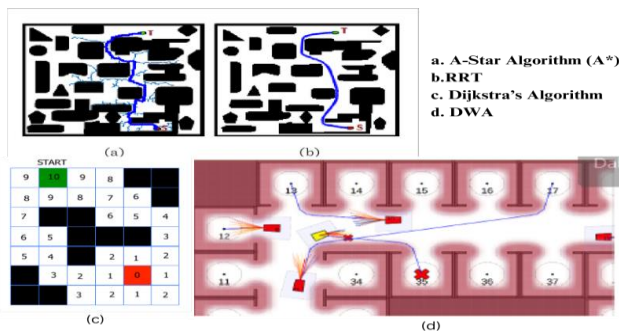 T
T
S
S
(a)
(b)
a. A-Star Algorithm (A*)
b.RRT
c. Dijkstra's Algorithm
d. DWA
START
9 10 9 8
8 9 8 7 6
7 6 5 4
6 5 3
5 4 2 1 2
3 2 1 0 1
3 2 1 2
(c)
Da
13 14 15 16 17
12
11 34 35 36 37
(d)